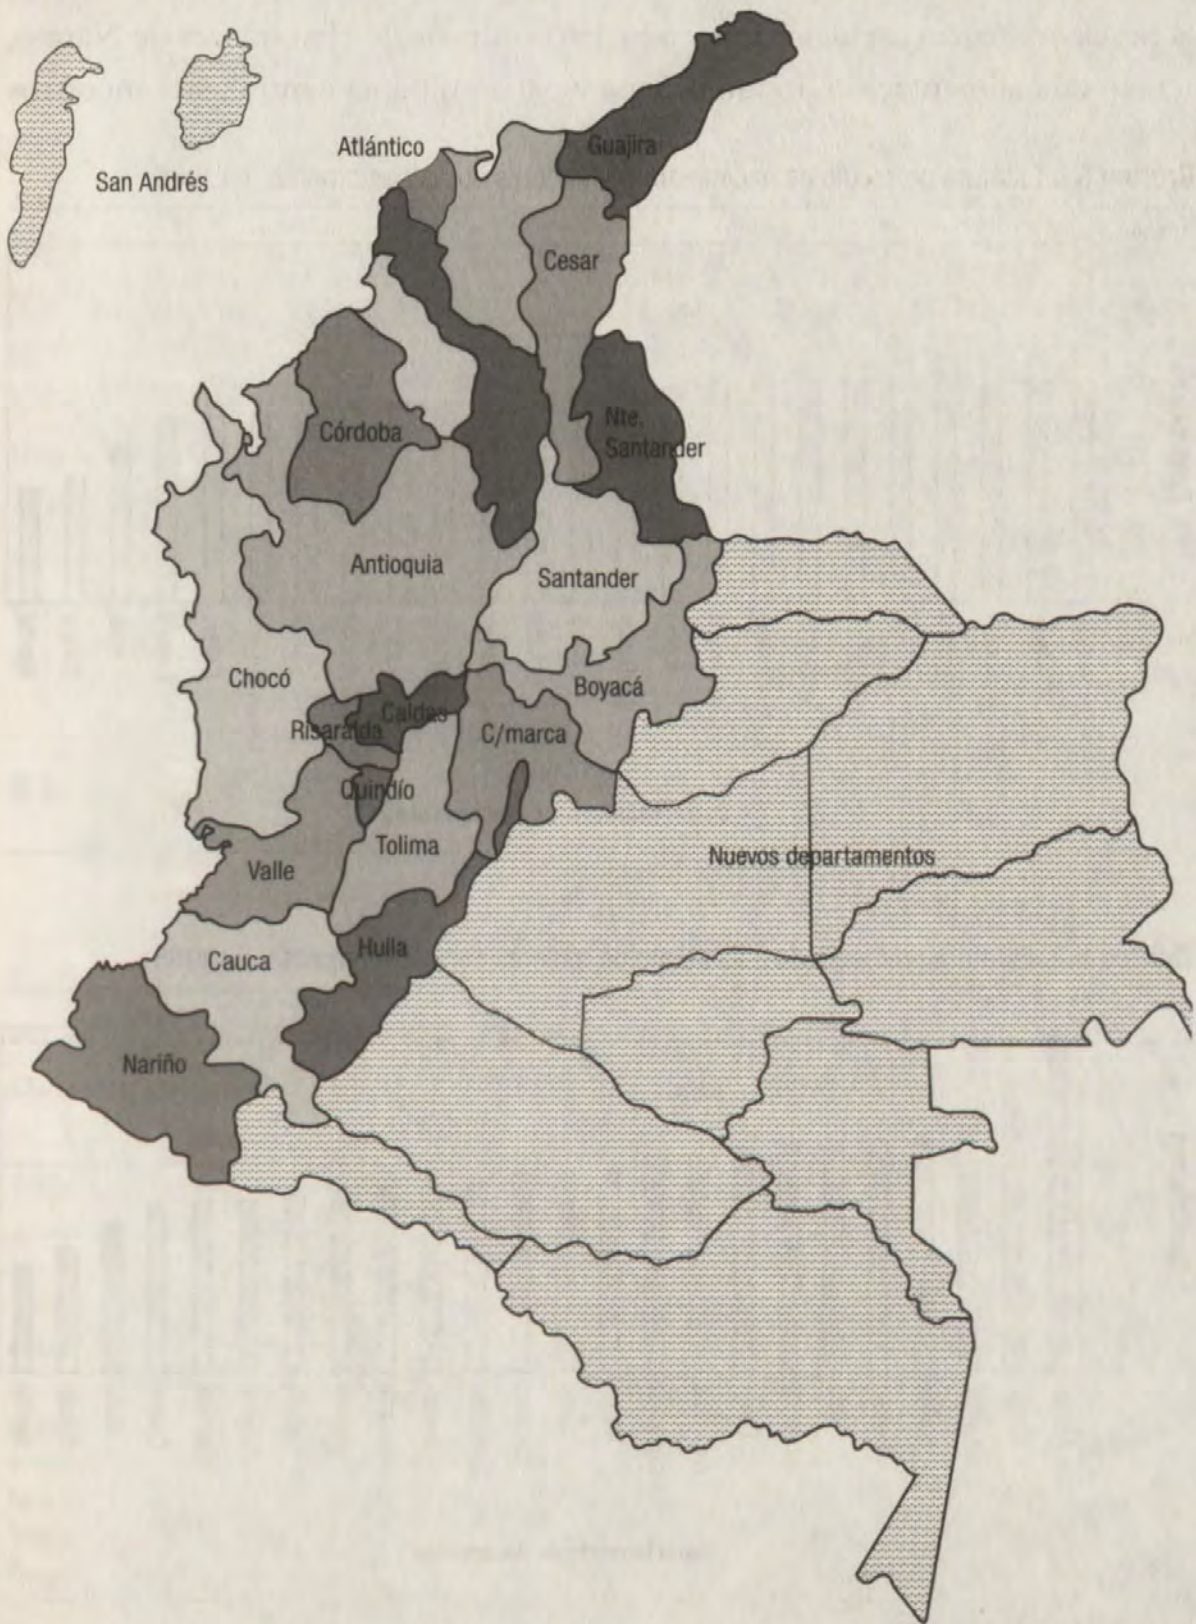 Atlántico
Guajira
San Andrés
Cesar
Córdoba
Nte.
Santander
Antioquia
Santander
Chocó
Boyacá
Caldas
Risaralda
C/marca
Quindío
Tolima
Nuevos departamentos
Valle
Huila
Cauca
Nariño